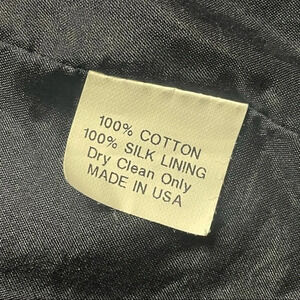 100% COTTON
100% SILK LINING
Dry Clean Only
MADE IN USA